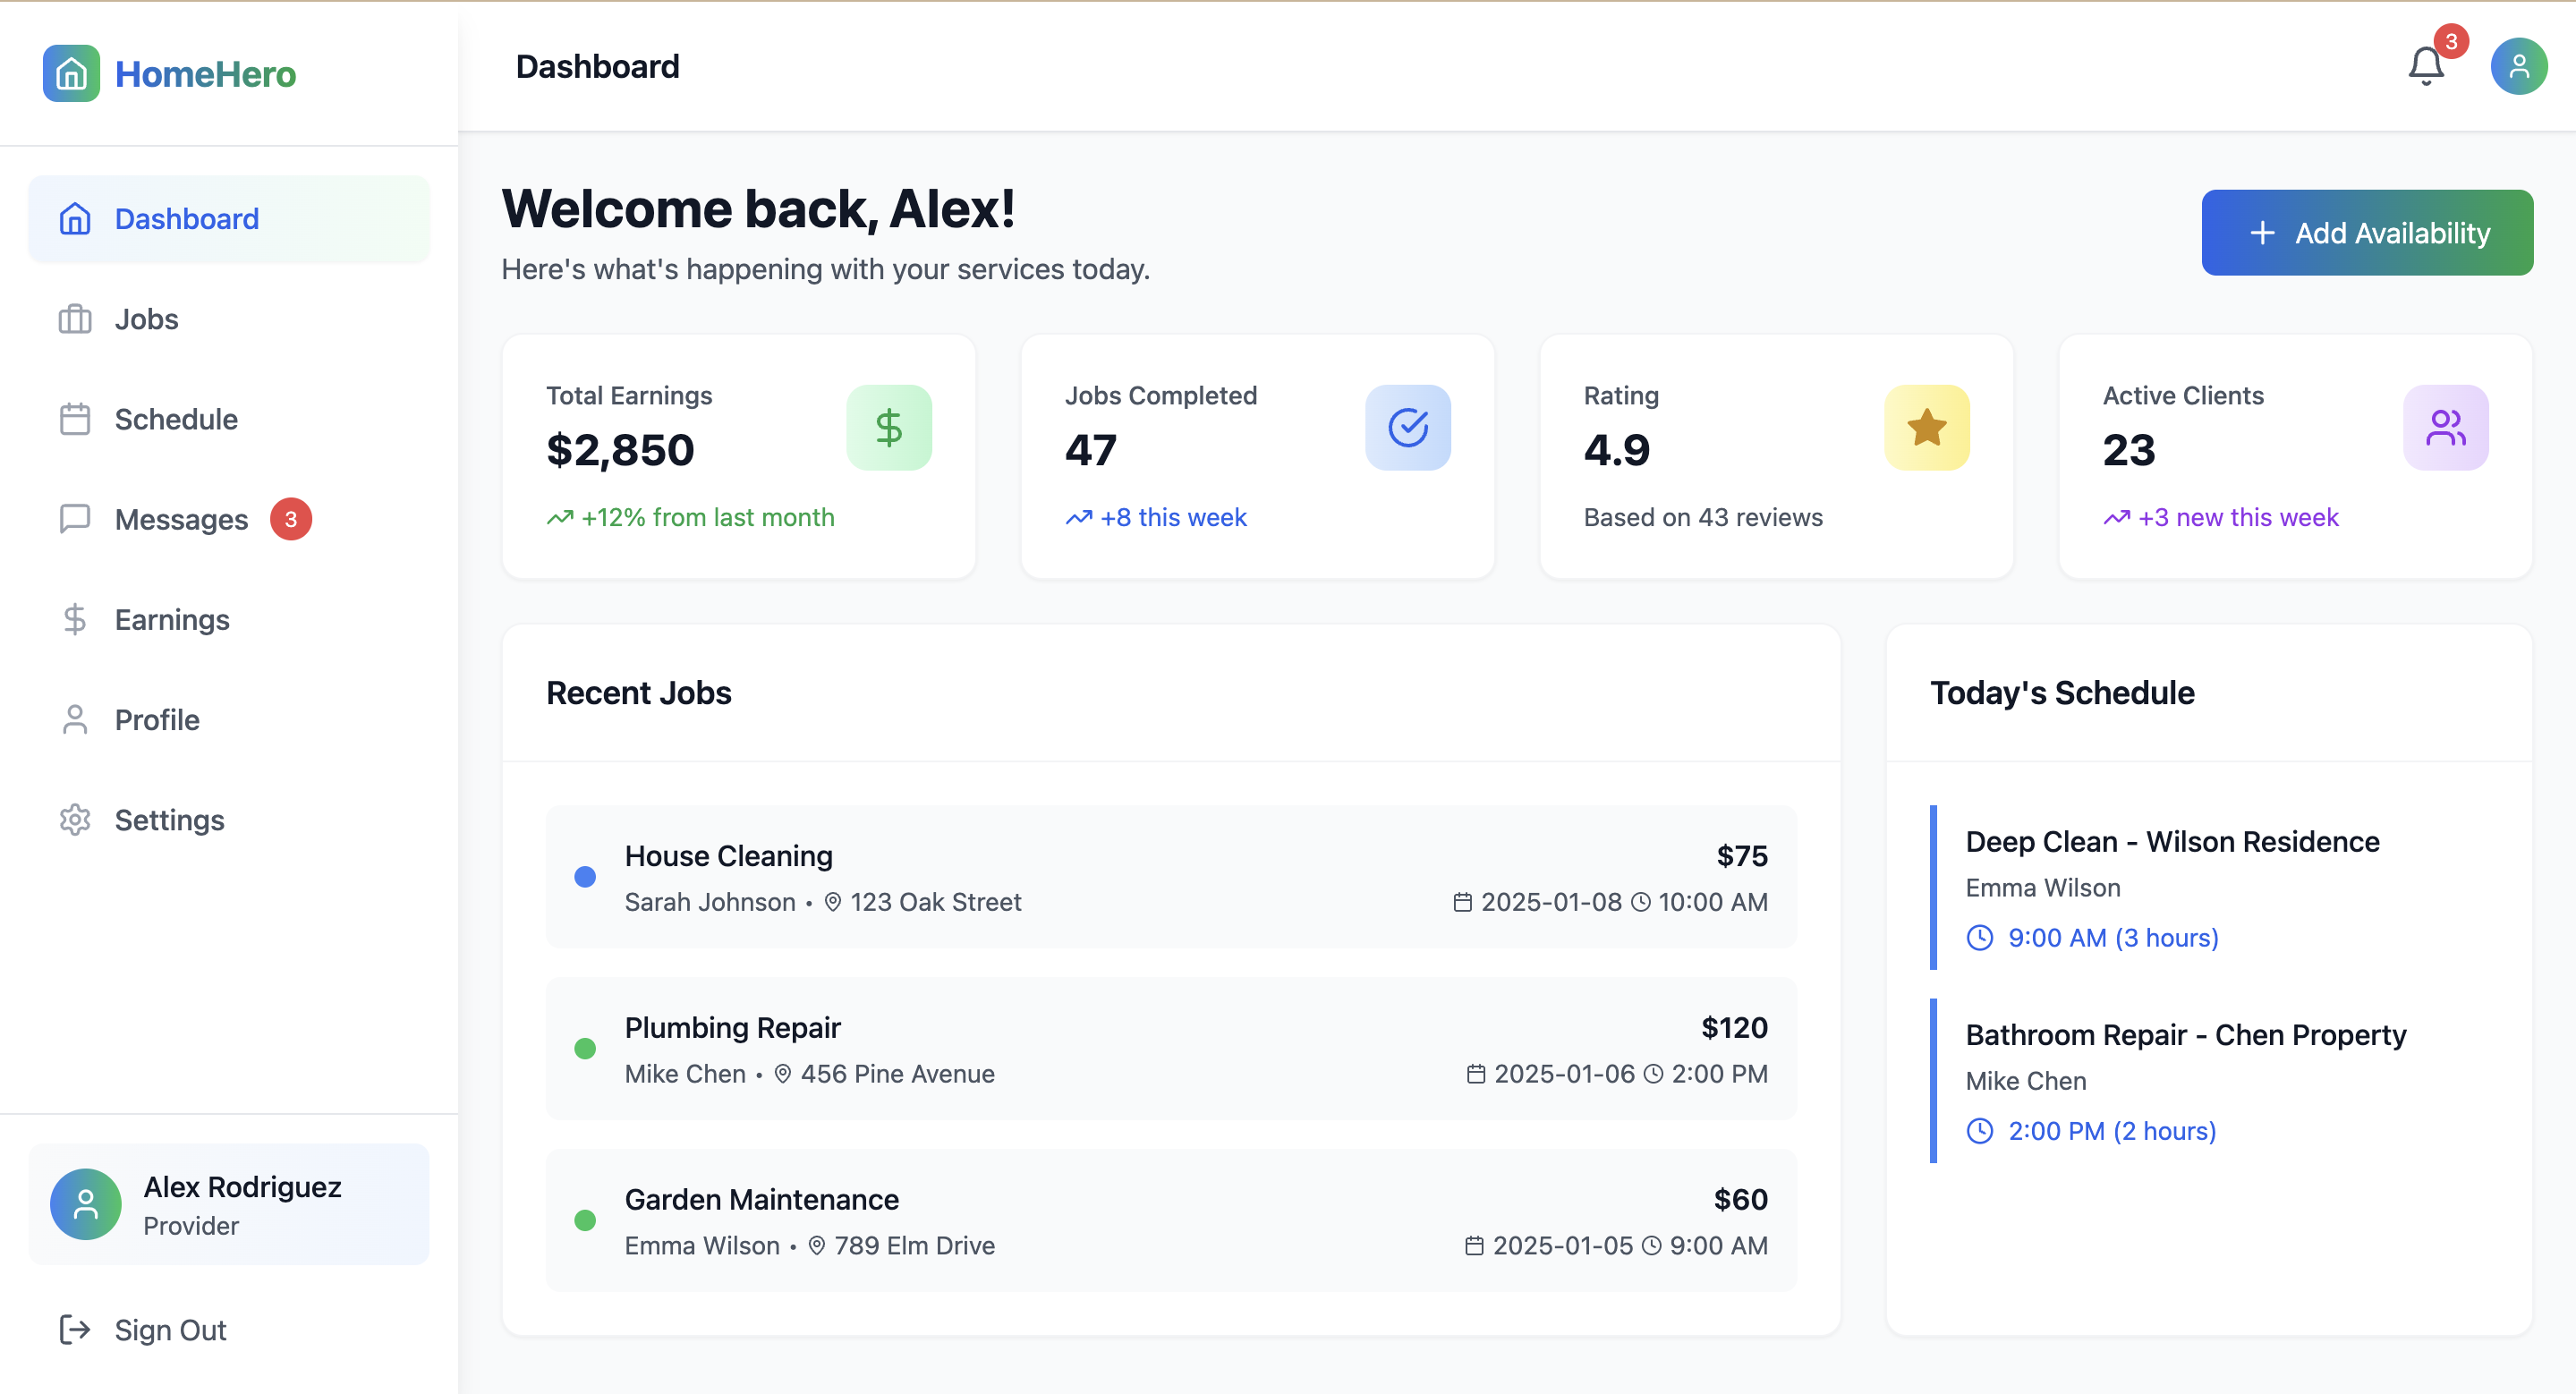 HomeHero
Dashboard
Jobs
Schedule
Messages 3
Earnings
Profile
Settings
Alex Rodriguez
Provider
Sign Out
Dashboard
3
Welcome back, Alex!
Here's what's happening with your services today.
Add Availability
Total Earnings
$2,850
+12% from last month
Jobs Completed
47
+8 this week
Rating
4.9
Based on 43 reviews
Active Clients
23
+3 new this week
Recent Jobs
House Cleaning $75
Sarah Johnson • 123 Oak Street 2025-01-08 10:00 AM
Plumbing Repair $120
Mike Chen • 456 Pine Avenue 2025-01-06 2:00 PM
Garden Maintenance $60
Emma Wilson • 789 Elm Drive 2025-01-05 9:00 AM
Today's Schedule
Deep Clean - Wilson Residence
Emma Wilson
9:00 AM (3 hours)
Bathroom Repair - Chen Property
Mike Chen
2:00 PM (2 hours)